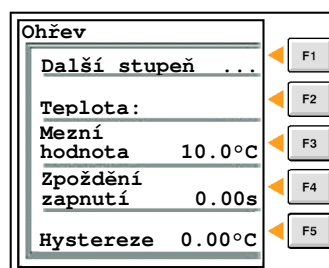 Ohřev
Další stupeň ...
F1
Teplota:
F2
Mezní
hodnota 10.0°C
F3
Zpoždění
zapnutí 0.00s
F4
Hystereze 0.00°C
F5